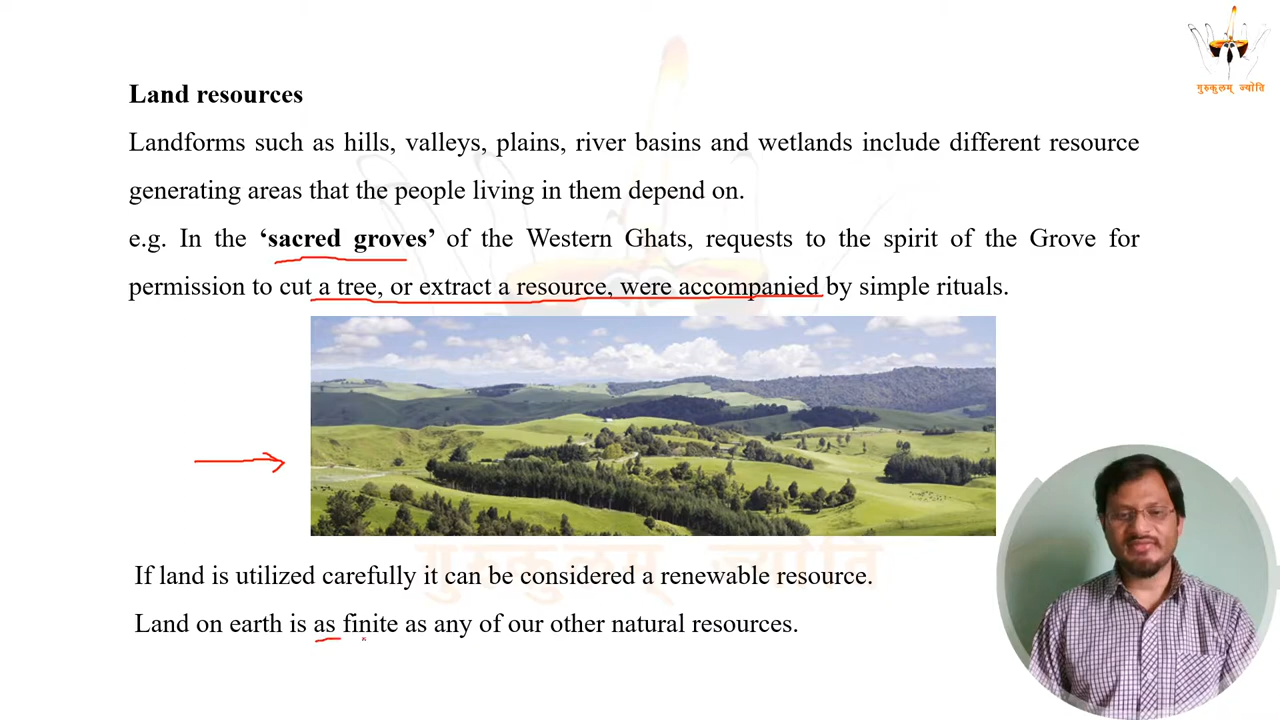 गुरुकुलम् ज्योति
Land resources
Landforms such as hills, valleys, plains, river basins and wetlands include different resource
generating areas that the people living in them depend on.
e.g. In the ‘sacred groves’ of the Western Ghats, requests to the spirit of the Grove for
permission to cut a tree, or extract a resource, were accompanied by simple rituals.
गुरुकुलम् ज्योति
If land is utilized carefully it can be considered a renewable resource.
Land on earth is as finite as any of our other natural resources.